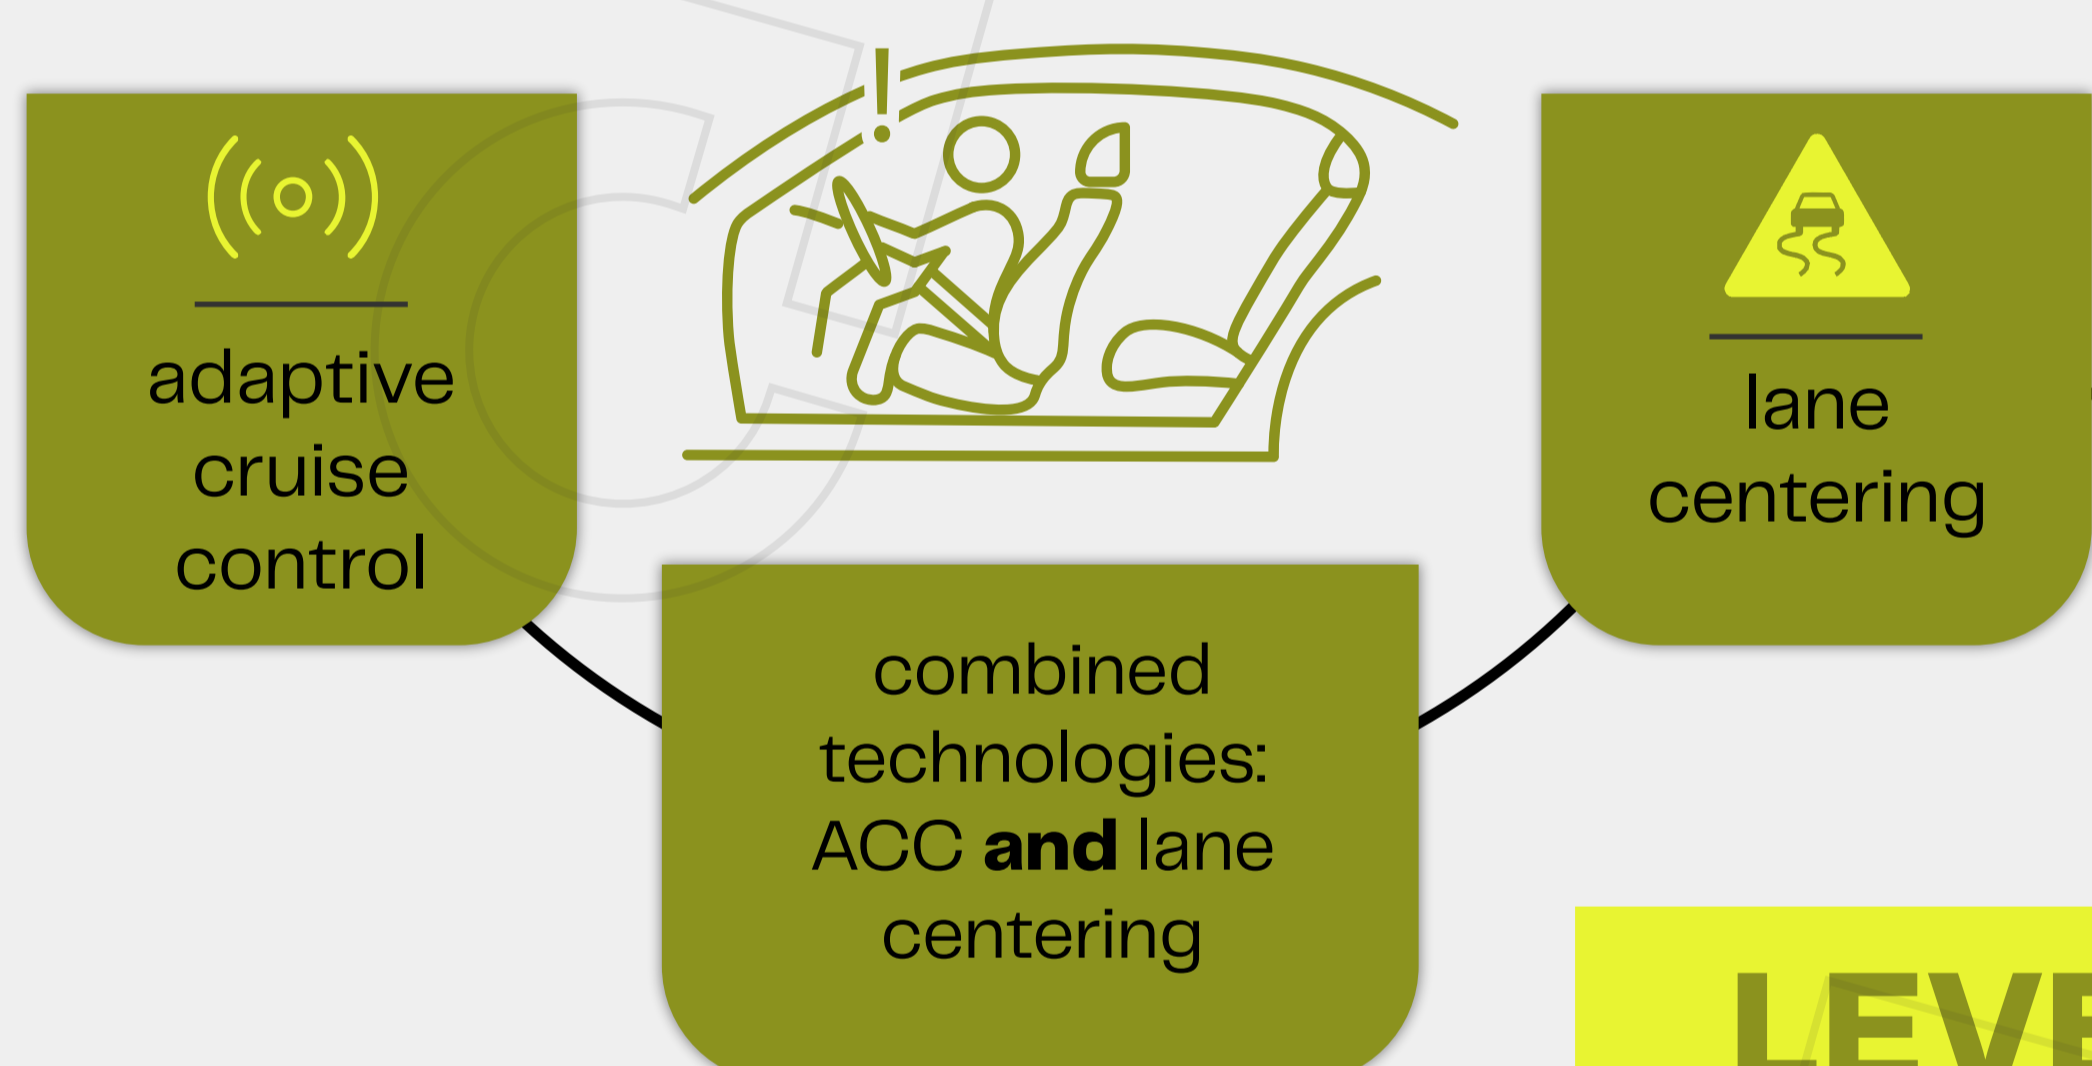 adaptive
cruise
control
!
lane
centering
combined
technologies:
ACC and lane
centering